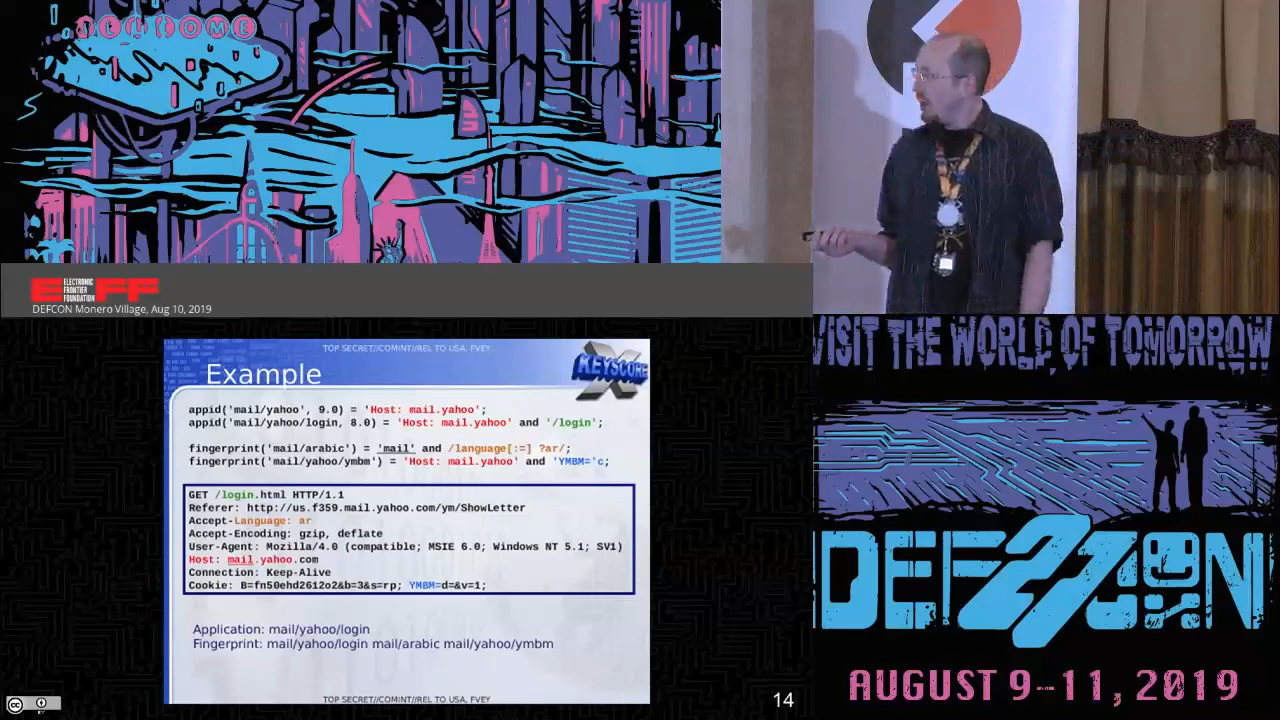 WELCOME
ELECTRONIC
FRONTIER
FOUNDATION
EFF
DEFCON Monero Village, Aug 10, 2019
TOP SECRET//COMINT//REL TO USA, FVEY
X KEYSCORE
Example
appid('mail/yahoo', 9.0) = 'Host: mail.yahoo';
appid('mail/yahoo/login, 8.0) = 'Host: mail.yahoo' and '/login';
fingerprint('mail/arabic') = 'mail' and /language[:=] ?ar/;
fingerprint('mail/yahoo/ymbm') = 'Host: mail.yahoo' and 'YMBM='c;
GET /login.html HTTP/1.1
Referer: http://us.f359.mail.yahoo.com/ym/ShowLetter
Accept-Language: ar
Accept-Encoding: gzip, deflate
User-Agent: Mozilla/4.0 (compatible; MSIE 6.0; Windows NT 5.1; SV1)
Host: mail.yahoo.com
Connection: Keep-Alive
Cookie: B=fn50ehd2612o2&b=3&s=rp; YMBM=d=&v=1;
Application: mail/yahoo/login
Fingerprint: mail/yahoo/login mail/arabic mail/yahoo/ymbm
TOP SECRET//COMINT//REL TO USA, FVEY
14
cc
BY
VISIT THE WORLD OF TOMORROW
DEF27CON
AUGUST 9-11, 2019